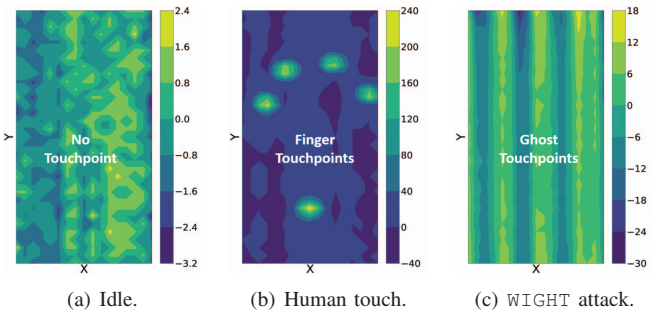 2.4
1.6
0.8
0.0
−0.8
−1.6
−2.4
−3.2
Y
No
Touchpoint
X
(a) Idle.
240
200
160
120
80
40
0
−40
Y
Finger
Touchpoints
X
(b) Human touch.
18
12
6
0
−6
−12
−18
−24
−30
Y
Ghost
Touchpoints
X
(c) WIGHT attack.